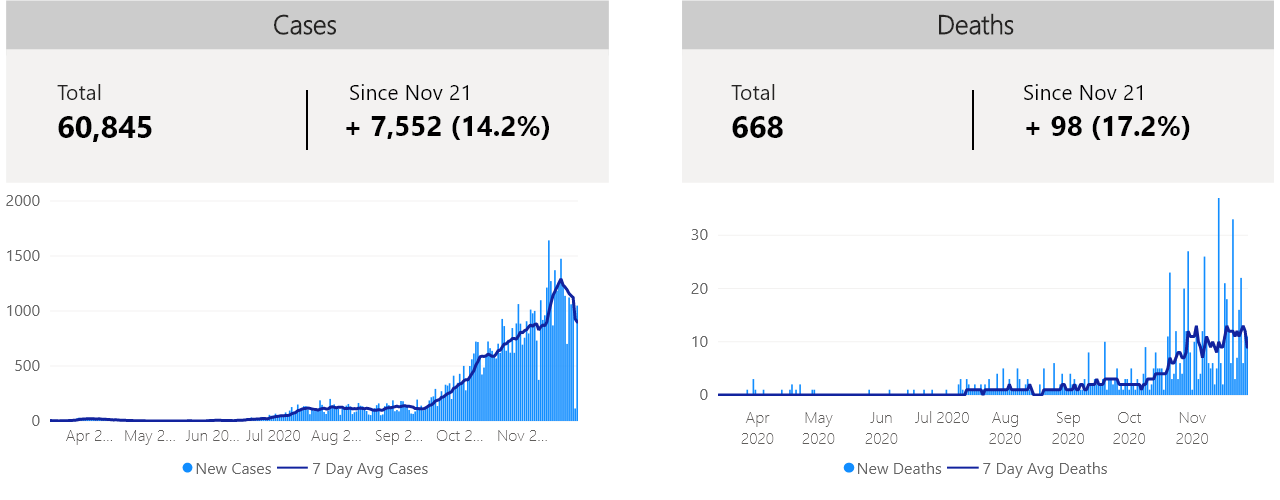 Cases
Total
60,845
Since Nov 21
+ 7,552 (14.2%)
2000
1500
1000
500
0
Apr 2... May 2... Jun 20... Jul 2020 Aug 2... Sep 2... Oct 2... Nov 2...
New Cases 7 Day Avg Cases
Deaths
Total
668
Since Nov 21
+ 98 (17.2%)
30
20
10
0
Apr May Jun Jul 2020 Aug Sep Oct Nov
2020 2020 2020 2020 2020 2020 2020
New Deaths 7 Day Avg Deaths